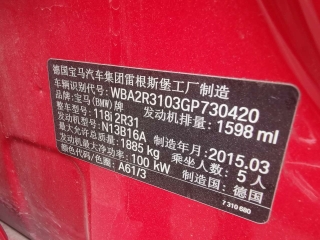 德国宝马汽车集团雷根斯堡工厂制造
车辆识别代号: WBA2R3103GP730420
品牌: 宝马(BMW)牌 发动机排量: 1598 ml
整车型号: 118i 2R31
发动机型号: N13B16A 制造年月: 2015.03
最大允许总质量: 1885 kg 乘坐人数: 5 人
发动机最大净功率: 100 kW 制造国: 德国
颜色代码/色圈: A61/3
7 310 680